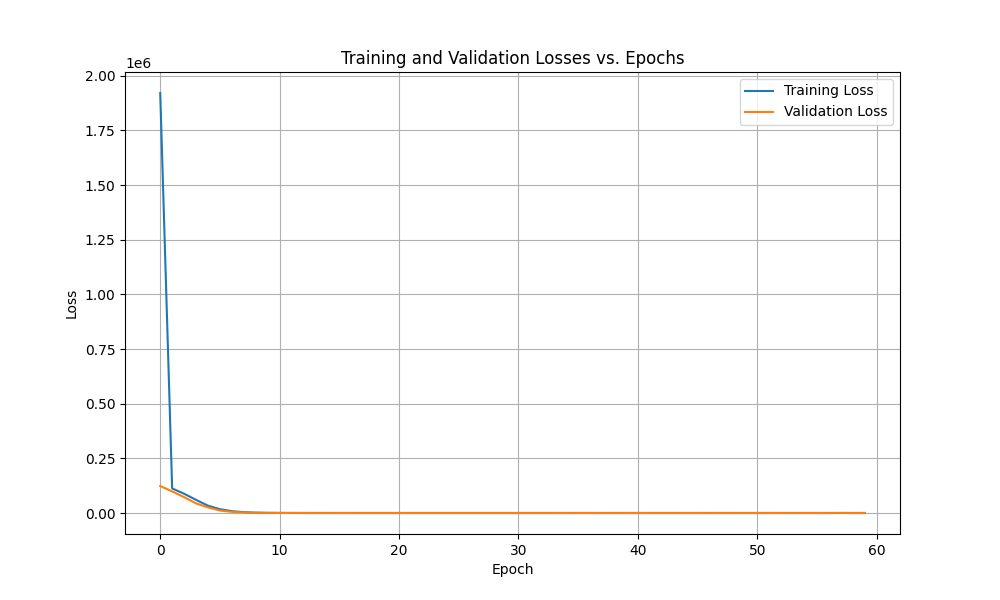 Training and Validation Losses vs. Epochs
1e6
Training Loss
Validation Loss
2.00
1.75
1.50
1.25
1.00
0.75
0.50
0.25
0.00
Loss
0 10 20 30 40 50 60
Epoch